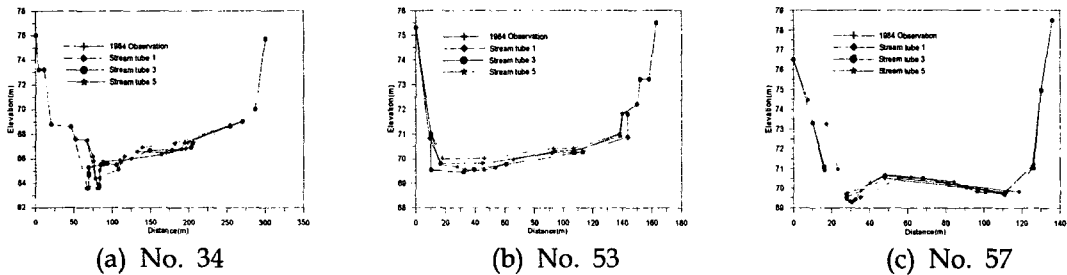 78
76
74
72
70
68
66
64
62
Elevation(m)
1984 Observation
Stream tube 1
Stream tube 3
Stream tube 5
0 50 100 150 200 250 300 350
Distance(m)
(a) No. 34
76
75
74
73
72
71
70
69
68
Elevation(m)
1984 Observation
Stream tube 1
Stream tube 3
Stream tube 5
0 20 40 60 80 100 120 140 160 180
Distance(m)
(b) No. 53
79
78
77
76
75
74
73
72
71
70
69
Elevation(m)
1984 Observation
Stream tube 1
Stream tube 3
Stream tube 5
0 20 40 60 80 100 120 140
Distance(m)
(c) No. 57